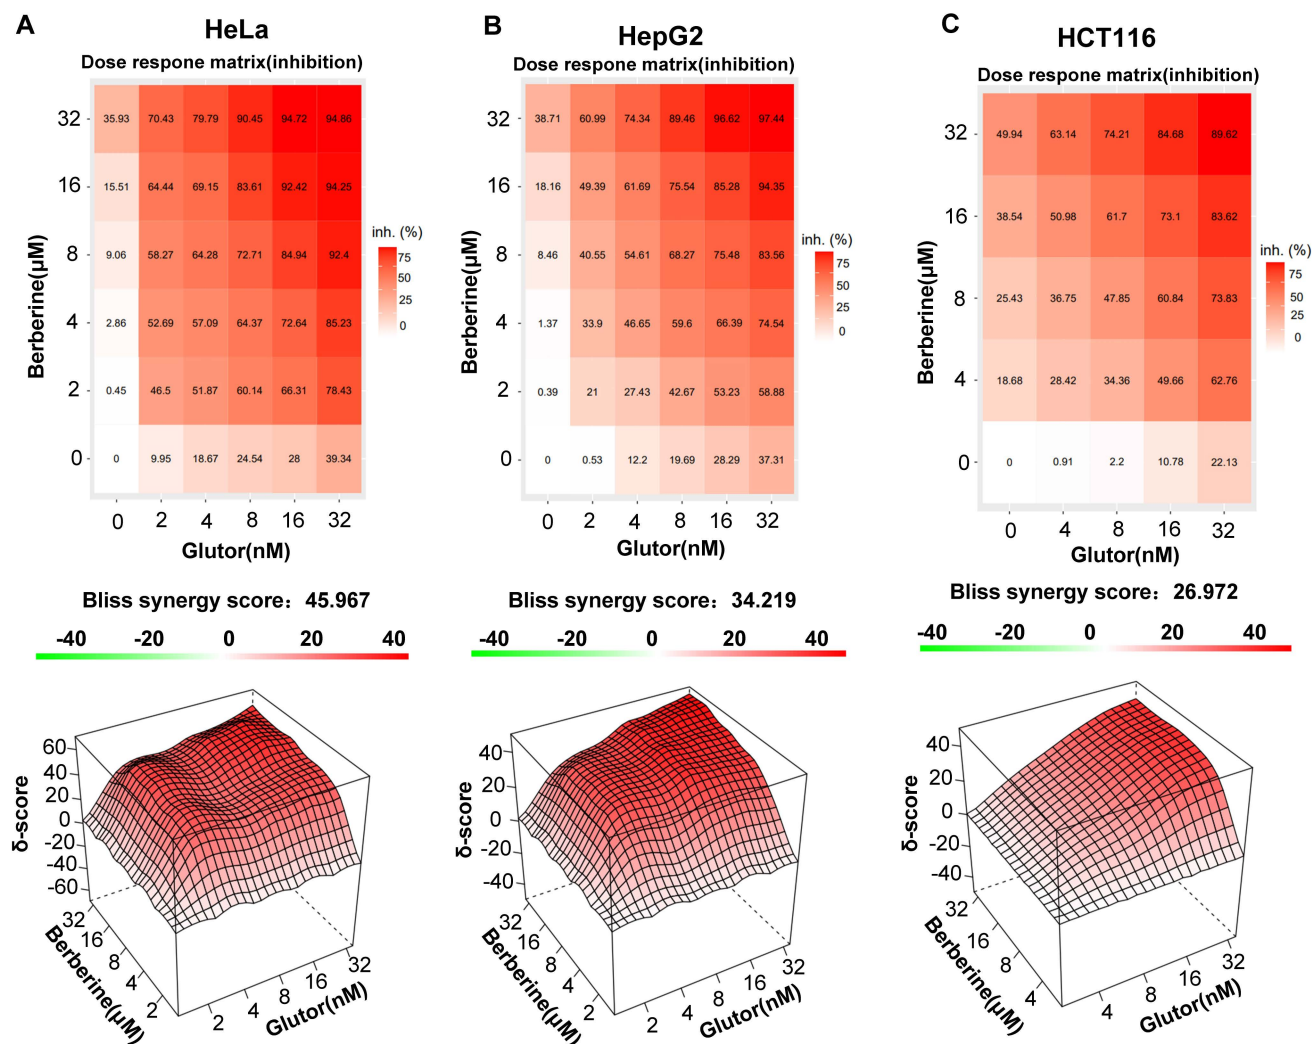 A
HeLa
Dose respone matrix(inhibition)
32 35.93 70.43 79.79 90.45 94.72 94.86
16 15.51 64.44 69.15 83.61 92.42 94.25
8 9.06 58.27 64.28 72.71 84.94 92.4
4 2.86 52.69 57.09 64.37 72.64 85.23
2 0.45 46.5 51.87 60.14 66.31 78.43
0 0 9.95 18.67 24.54 28 39.34
0 2 4 8 16 32
Berberine(μM)
Glutor(nM)
inh. (%)
75
50
25
0
B
HepG2
Dose respone matrix(inhibition)
32 38.71 60.99 74.34 89.46 96.62 97.44
16 18.16 49.39 61.69 75.54 85.28 94.35
8 8.46 40.55 54.61 68.27 75.48 83.56
4 1.37 33.9 46.65 59.6 66.39 74.54
2 0.39 21 27.43 42.67 53.23 58.88
0 0 0.53 12.2 19.69 28.29 37.31
0 2 4 8 16 32
Berberine(μM)
Glutor(nM)
inh. (%)
75
50
25
0
C
HCT116
Dose respone matrix(inhibition)
32 49.94 63.14 74.21 84.68 89.62
16 38.54 50.98 61.7 73.1 83.62
8 25.43 36.75 47.85 60.84 73.83
4 18.68 28.42 34.36 49.66 62.76
0 0 0.91 2.2 10.78 22.13
0 4 8 16 32
Berberine(μM)
Glutor(nM)
inh. (%)
75
50
25
0
Bliss synergy score：45.967
-40 -20 0 20 40
δ-score
60
40
20
0
-20
-40
-60
32
16
8
4
2
Berberine(μM)
2 4 8 16 32
Glutor(nM)
Bliss synergy score：34.219
-40 -20 0 20 40
δ-score
40
20
0
-20
-40
32
16
8
4
2
Berberine(μM)
2 4 8 16 32
Glutor(nM)
Bliss synergy score：26.972
-40 -20 0 20 40
δ-score
40
20
0
-20
-40
32
16
8
4
Berberine(μM)
4 8 16 32
Glutor(nM)